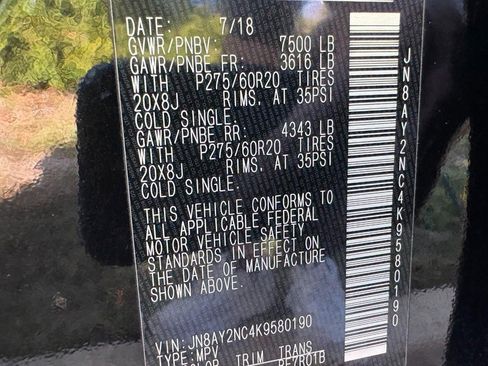 DATE: 7/18
GVWR/PNBV: 7500 LB
GAWR/PNBE FR: 3616 LB
WITH P275/60R20 TIRES
20X8J RIMS, AT 35PSI
COLD SINGLE.
GAWR/PNBE RR: 4343 LB
WITH P275/60R20 TIRES
20X8J RIMS, AT 35PSI
COLD SINGLE.
THIS VEHICLE CONFORMS TO
ALL APPLICABLE FEDERAL
MOTOR VEHICLE SAFETY
STANDARDS IN EFFECT ON
THE DATE OF MANUFACTURE
SHOWN ABOVE.
VIN: JN8AY2NC4K9580190
TYPE: MPV
TRIM TRANS
JN8AY2NC4K9580190